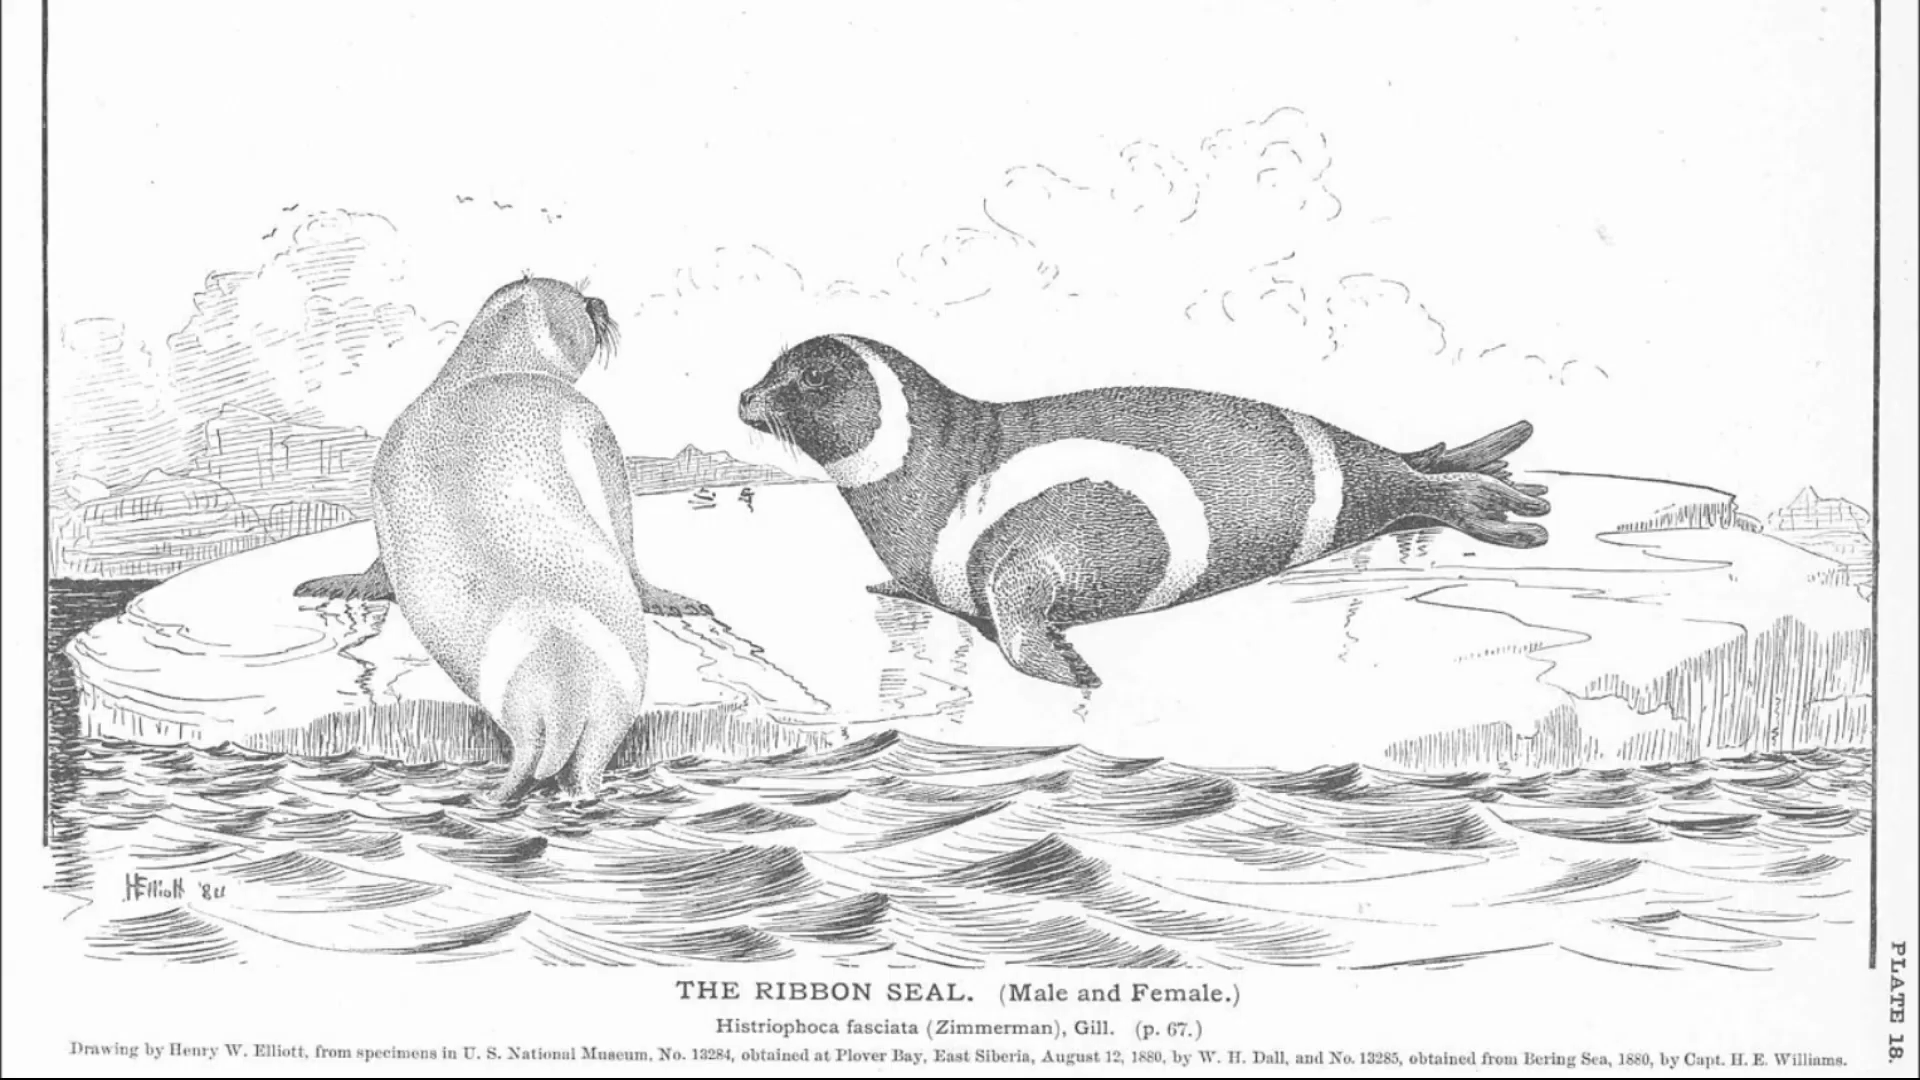 HElliott '84
THE RIBBON SEAL. (Male and Female.)
Histriophoca fasciata (Zimmerman), Gill. (p. 67.)
Drawing by Henry W. Elliott, from specimens in U. S. National Museum, No. 13284, obtained at Plover Bay, East Siberia, August 12, 1880, by W. H. Dall, and No. 13285, obtained from Bering Sea, 1880, by Capt. H. E. Williams.
PLATE 18.